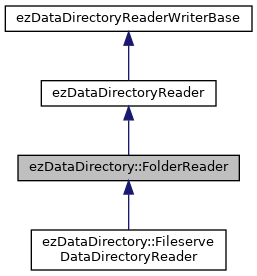 ezDataDirectoryReaderWriterBase
ezDataDirectoryReader
ezDataDirectory::FolderReader
ezDataDirectory::Fileserve
DataDirectoryReader